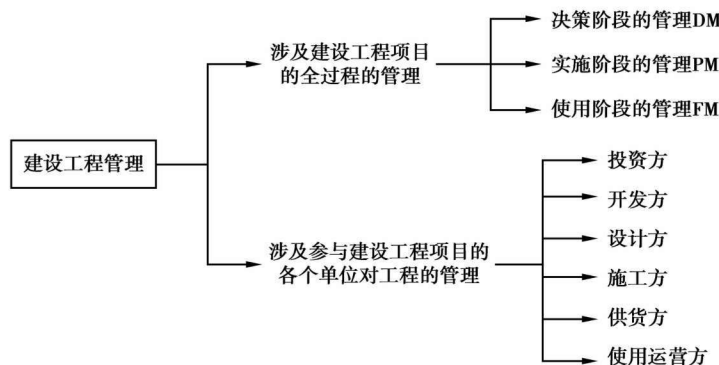 建设工程管理
涉及建设工程项目
的全过程的管理
决策阶段的管理DM
实施阶段的管理PM
使用阶段的管理FM
涉及参与建设工程项目的
各个单位对工程的管理
投资方
开发方
设计方
施工方
供货方
使用运营方